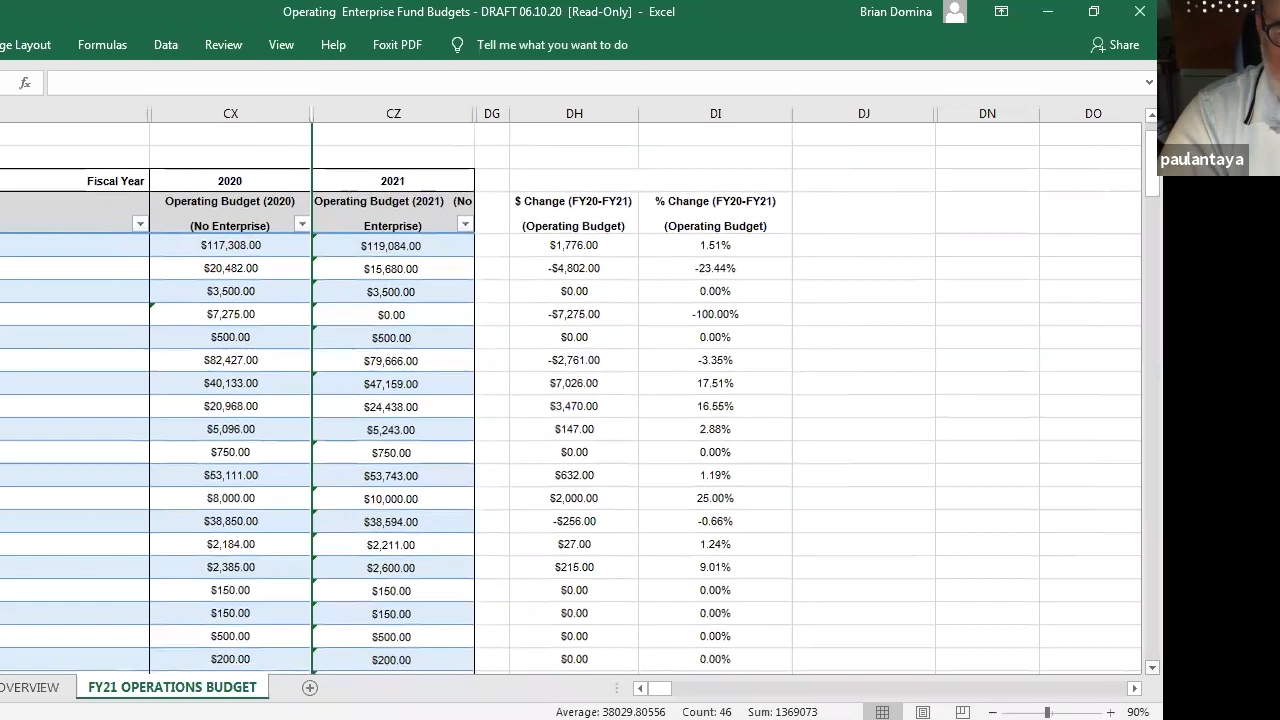 Operating Enterprise Fund Budgets - DRAFT 06.10.20 [Read-Only] - Excel Brian Domina
ge Layout Formulas Data Review View Help Foxit PDF Tell me what you want to do Share
fx
CX CZ DG DH DI DJ DN DO
paulantaya
Fiscal Year 2020 2021
Operating Budget (2020) Operating Budget (2021) (No $ Change (FY20-FY21) % Change (FY20-FY21)
(No Enterprise) Enterprise) (Operating Budget) (Operating Budget)
$117,308.00 $119,084.00 $1,776.00 1.51%
$20,482.00 $15,680.00 -$4,802.00 -23.44%
$3,500.00 $3,500.00 $0.00 0.00%
$7,275.00 $0.00 -$7,275.00 -100.00%
$500.00 $500.00 $0.00 0.00%
$82,427.00 $79,666.00 -$2,761.00 -3.35%
$40,133.00 $47,159.00 $7,026.00 17.51%
$20,968.00 $24,438.00 $3,470.00 16.55%
$5,096.00 $5,243.00 $147.00 2.88%
$750.00 $750.00 $0.00 0.00%
$53,111.00 $53,743.00 $632.00 1.19%
$8,000.00 $10,000.00 $2,000.00 25.00%
$38,850.00 $38,594.00 -$256.00 -0.66%
$2,184.00 $2,211.00 $27.00 1.24%
$2,385.00 $2,600.00 $215.00 9.01%
$150.00 $150.00 $0.00 0.00%
$150.00 $150.00 $0.00 0.00%
$500.00 $500.00 $0.00 0.00%
$200.00 $200.00 $0.00 0.00%
OVERVIEW FY21 OPERATIONS BUDGET
Average: 38029.80556 Count: 46 Sum: 1369073 90%